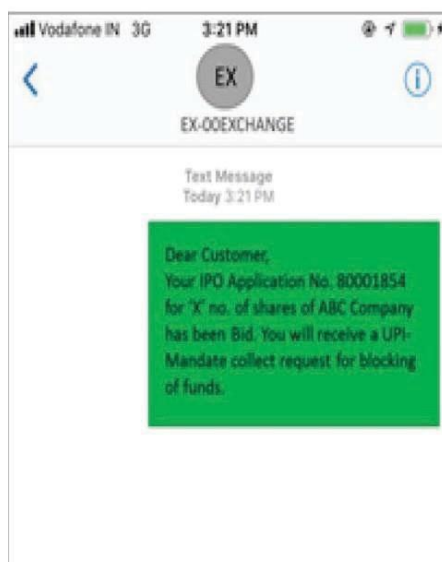 Vodafone IN 3G 3:21 PM
EX
EX-00EXCHANGE
Text Message
Today 3:21 PM
Dear Customer,
Your IPO Application No. 80001854
for 'X' no. of shares of ABC Company
has been Bid. You will receive a UPI-
Mandate collect request for blocking
of funds.